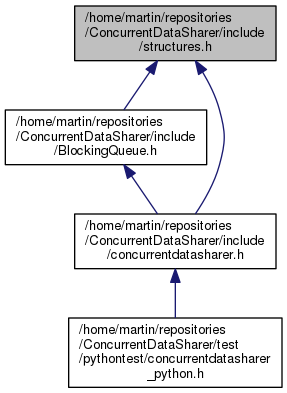 /home/martin/repositories
/ConcurrentDataSharer/include
/structures.h
/home/martin/repositories
/ConcurrentDataSharer/include
/BlockingQueue.h
/home/martin/repositories
/ConcurrentDataSharer/include
/concurrentdatasharer.h
/home/martin/repositories
/ConcurrentDataSharer/test
/pythontest/concurrentdatasharer
_python.h